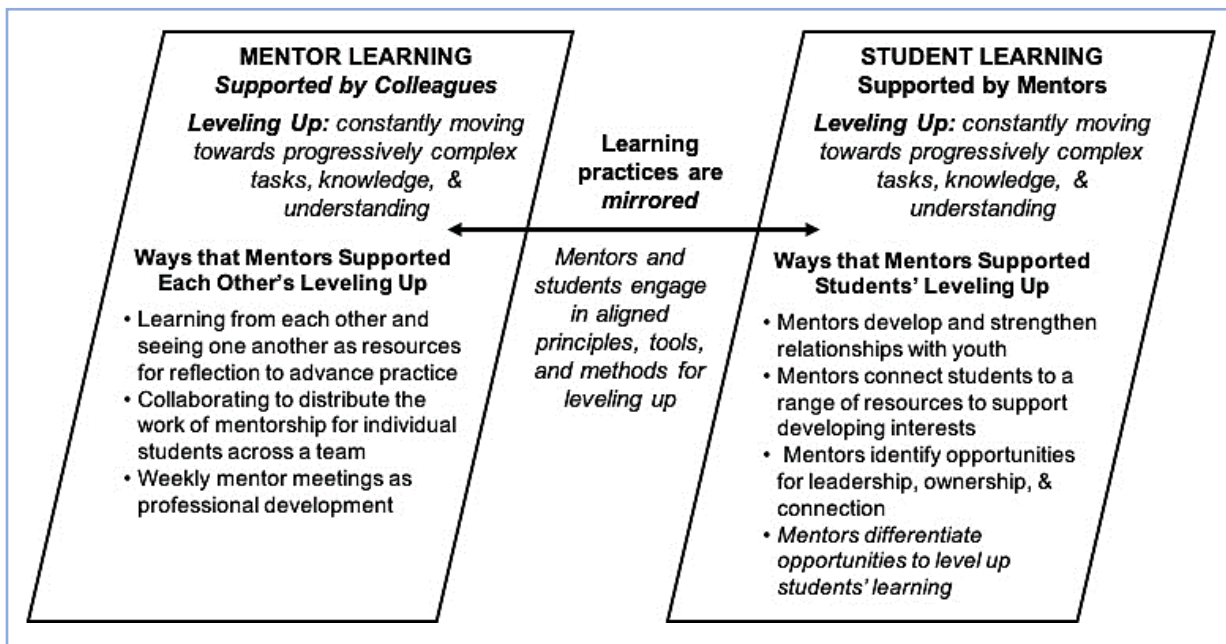 MENTOR LEARNING
Supported by Colleagues
Leveling Up: constantly moving
towards progressively complex
tasks, knowledge, &
understanding
Ways that Mentors Supported
Each Other's Leveling Up
• Learning from each other and
seeing one another as resources
for reflection to advance practice
• Collaborating to distribute the
work of mentorship for individual
students across a team
• Weekly mentor meetings as
professional development
Learning
practices are
mirrored
Mentors and
students engage
in aligned
principles, tools,
and methods for
leveling up
STUDENT LEARNING
Supported by Mentors
Leveling Up: constantly moving
towards progressively complex
tasks, knowledge, &
understanding
Ways that Mentors Supported
Students' Leveling Up
• Mentors develop and strengthen
relationships with youth
• Mentors connect students to a
range of resources to support
developing interests
• Mentors identify opportunities
for leadership, ownership, &
connection
• Mentors differentiate
opportunities to level up
students' learning